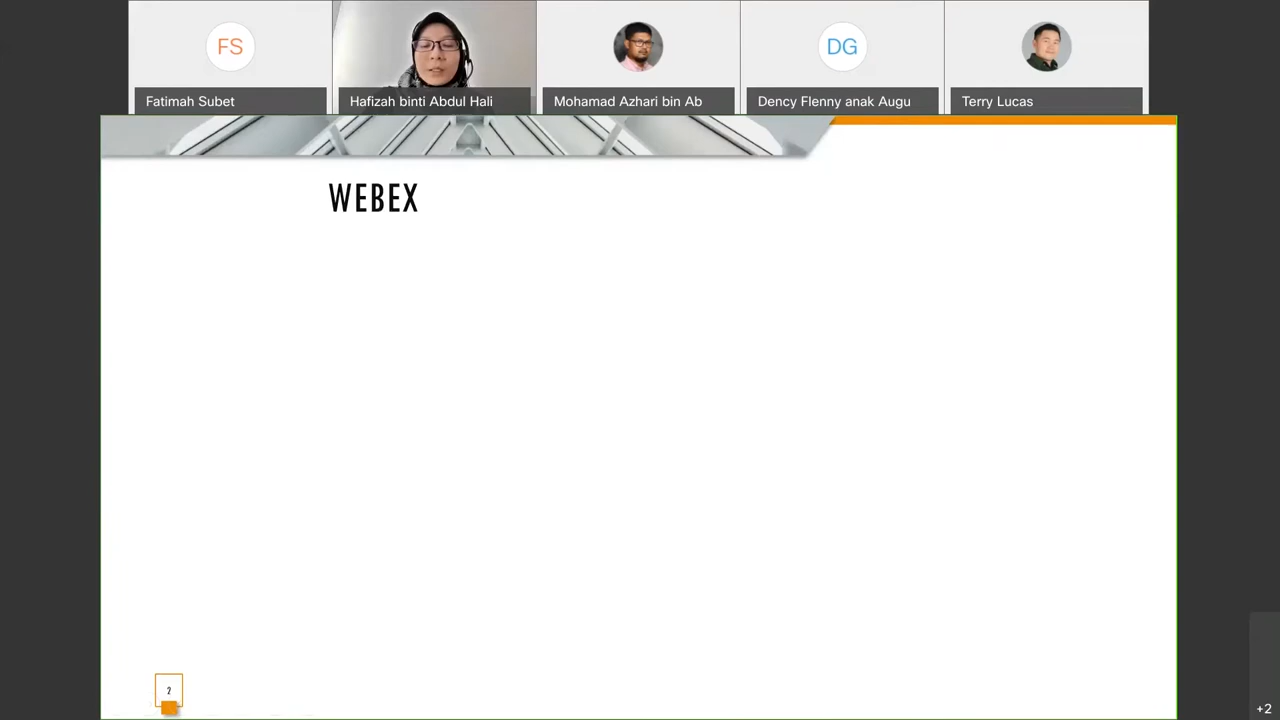 FS
DG
Fatimah Subet
Hafizah binti Abdul Hali
Mohamad Azhari bin Ab
Dency Flenny anak Augu
Terry Lucas
WEBEX
2
+2